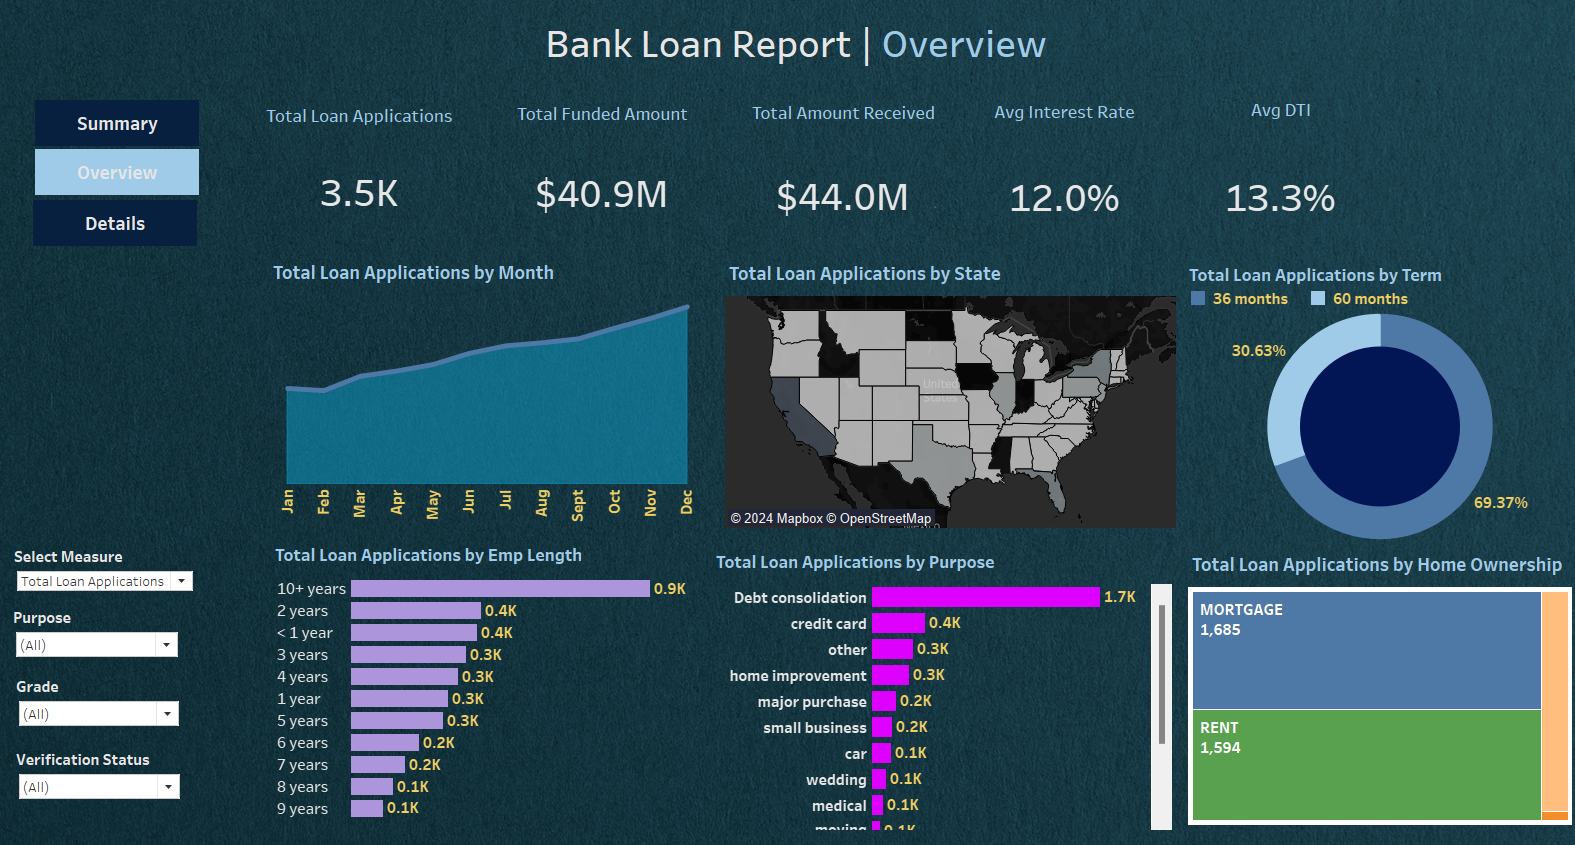 Bank Loan Report | Overview
Summary
Overview
Details
Total Loan Applications
3.5K
Total Funded Amount
$40.9M
Total Amount Received
$44.0M
Avg Interest Rate
12.0%
Avg DTI
13.3%
Total Loan Applications by Month
Jan
Feb
Mar
Apr
May
Jun
Jul
Aug
Sept
Oct
Nov
Dec
Total Loan Applications by State
United
States
© 2024 Mapbox © OpenStreetMap
Total Loan Applications by Term
36 months
60 months
30.63%
69.37%
Select Measure
Total Loan Applications
Purpose
(All)
Grade
(All)
Verification Status
(All)
Total Loan Applications by Emp Length
10+ years 0.9K
2 years 0.4K
< 1 year 0.4K
3 years 0.3K
4 years 0.3K
1 year 0.3K
5 years 0.3K
6 years 0.2K
7 years 0.2K
8 years 0.1K
9 years 0.1K
Total Loan Applications by Purpose
Debt consolidation 1.7K
credit card 0.4K
other 0.3K
home improvement 0.3K
major purchase 0.2K
small business 0.2K
car 0.1K
wedding 0.1K
medical 0.1K
moving 0.1K
Total Loan Applications by Home Ownership
MORTGAGE
1,685
RENT
1,594